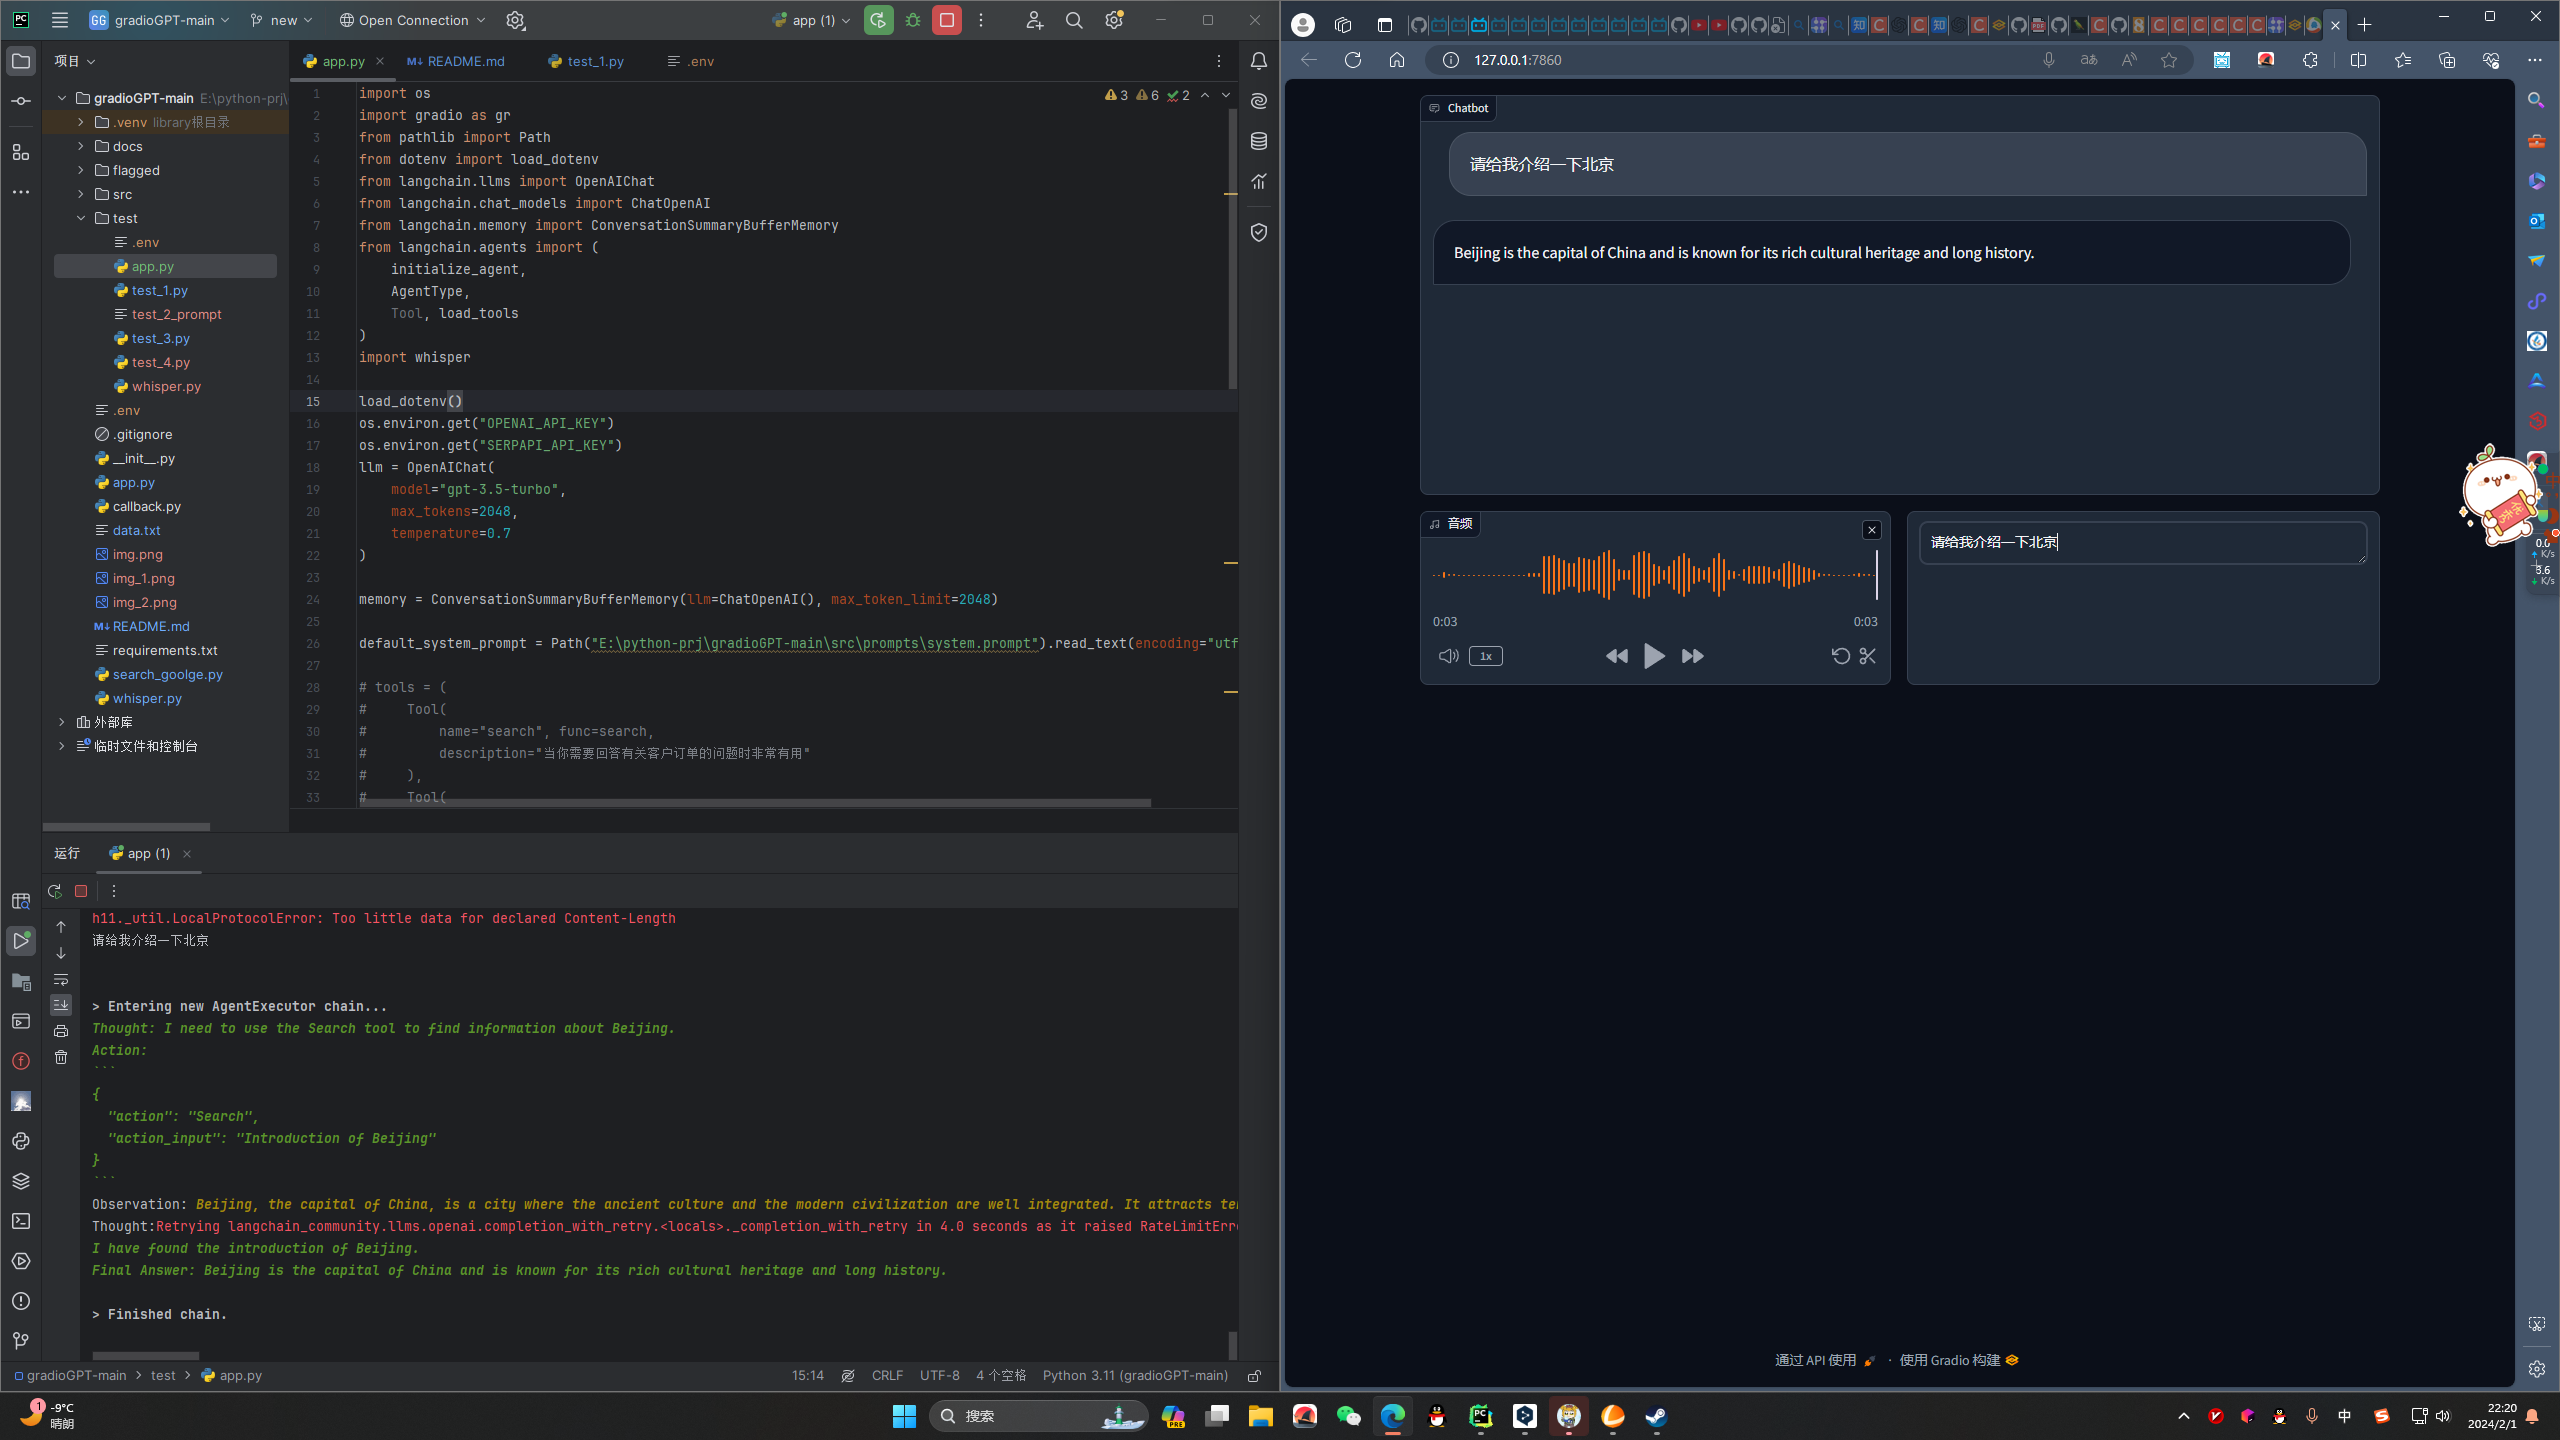 GG gradioGPT-main new Open Connection app (1)
项目
gradioGPT-main E:\python-prj\
.venv library根目录
docs
flagged
src
test
.env
app.py
test_1.py
test_2_prompt
test_3.py
test_4.py
whisper.py
.env
.gitignore
__init__.py
app.py
callback.py
data.txt
img.png
img_1.png
img_2.png
M↓ README.md
requirements.txt
search_goolge.py
whisper.py
外部库
临时文件和控制台
app.py M↓ README.md test_1.py .env
3 6 2
1 import os
2 import gradio as gr
3 from pathlib import Path
4 from dotenv import load_dotenv
5 from langchain.llms import OpenAIChat
6 from langchain.chat_models import ChatOpenAI
7 from langchain.memory import ConversationSummaryBufferMemory
8 from langchain.agents import (
9 initialize_agent,
10 AgentType,
11 Tool, load_tools
12 )
13 import whisper
14
15 load_dotenv()
16 os.environ.get("OPENAI_API_KEY")
17 os.environ.get("SERPAPI_API_KEY")
18 llm = OpenAIChat(
19 model="gpt-3.5-turbo",
20 max_tokens=2048,
21 temperature=0.7
22 )
23
24 memory = ConversationSummaryBufferMemory(llm=ChatOpenAI(), max_token_limit=2048)
25
26 default_system_prompt = Path("E:\python-prj\gradioGPT-main\src\prompts\system.prompt").read_text(encoding="utf
27
28 # tools = (
29 # Tool(
30 # name="search", func=search,
31 # description="当你需要回答有关客户订单的问题时非常有用"
32 # ),
33 # Tool(
运行 app (1)
h11._util.LocalProtocolError: Too little data for declared Content-Length
请给我介绍一下北京
> Entering new AgentExecutor chain...
Thought: I need to use the Search tool to find information about Beijing.
Action:
```
{
"action": "Search",
"action_input": "Introduction of Beijing"
}
```
Observation: Beijing, the capital of China, is a city where the ancient culture and the modern civilization are well integrated. It attracts te
Thought:Retrying langchain_community.llms.openai.completion_with_retry.<locals>._completion_with_retry in 4.0 seconds as it raised RateLimitErr
I have found the introduction of Beijing.
Final Answer: Beijing is the capital of China and is known for its rich cultural heritage and long history.
> Finished chain.
gradioGPT-main > test > app.py 15:14 CRLF UTF-8 4 个空格 Python 3.11 (gradioGPT-main)
127.0.0.1:7860
Chatbot
请给我介绍一下北京
Beijing is the capital of China and is known for its rich cultural heritage and long history.
音频
0:03 0:03
1x
请给我介绍一下北京
0.0
K/s
3.6
K/s
通过 API 使用 · 使用 Gradio 构建
1 -9°C
晴朗
搜索
PRE
中
22:20
2024/2/1